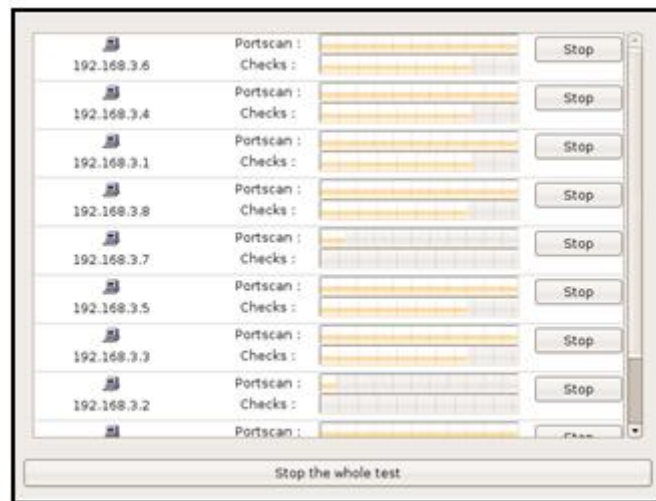 Portscan :
Stop
192.168.3.6
Checks :
Portscan :
Stop
192.168.3.4
Checks :
Portscan :
Stop
192.168.3.1
Checks :
Portscan :
Stop
192.168.3.8
Checks :
Portscan :
Stop
192.168.3.7
Checks :
Portscan :
Stop
192.168.3.5
Checks :
Portscan :
Stop
192.168.3.3
Checks :
Portscan :
Stop
192.168.3.2
Checks :
Portscan :
Stop the whole test